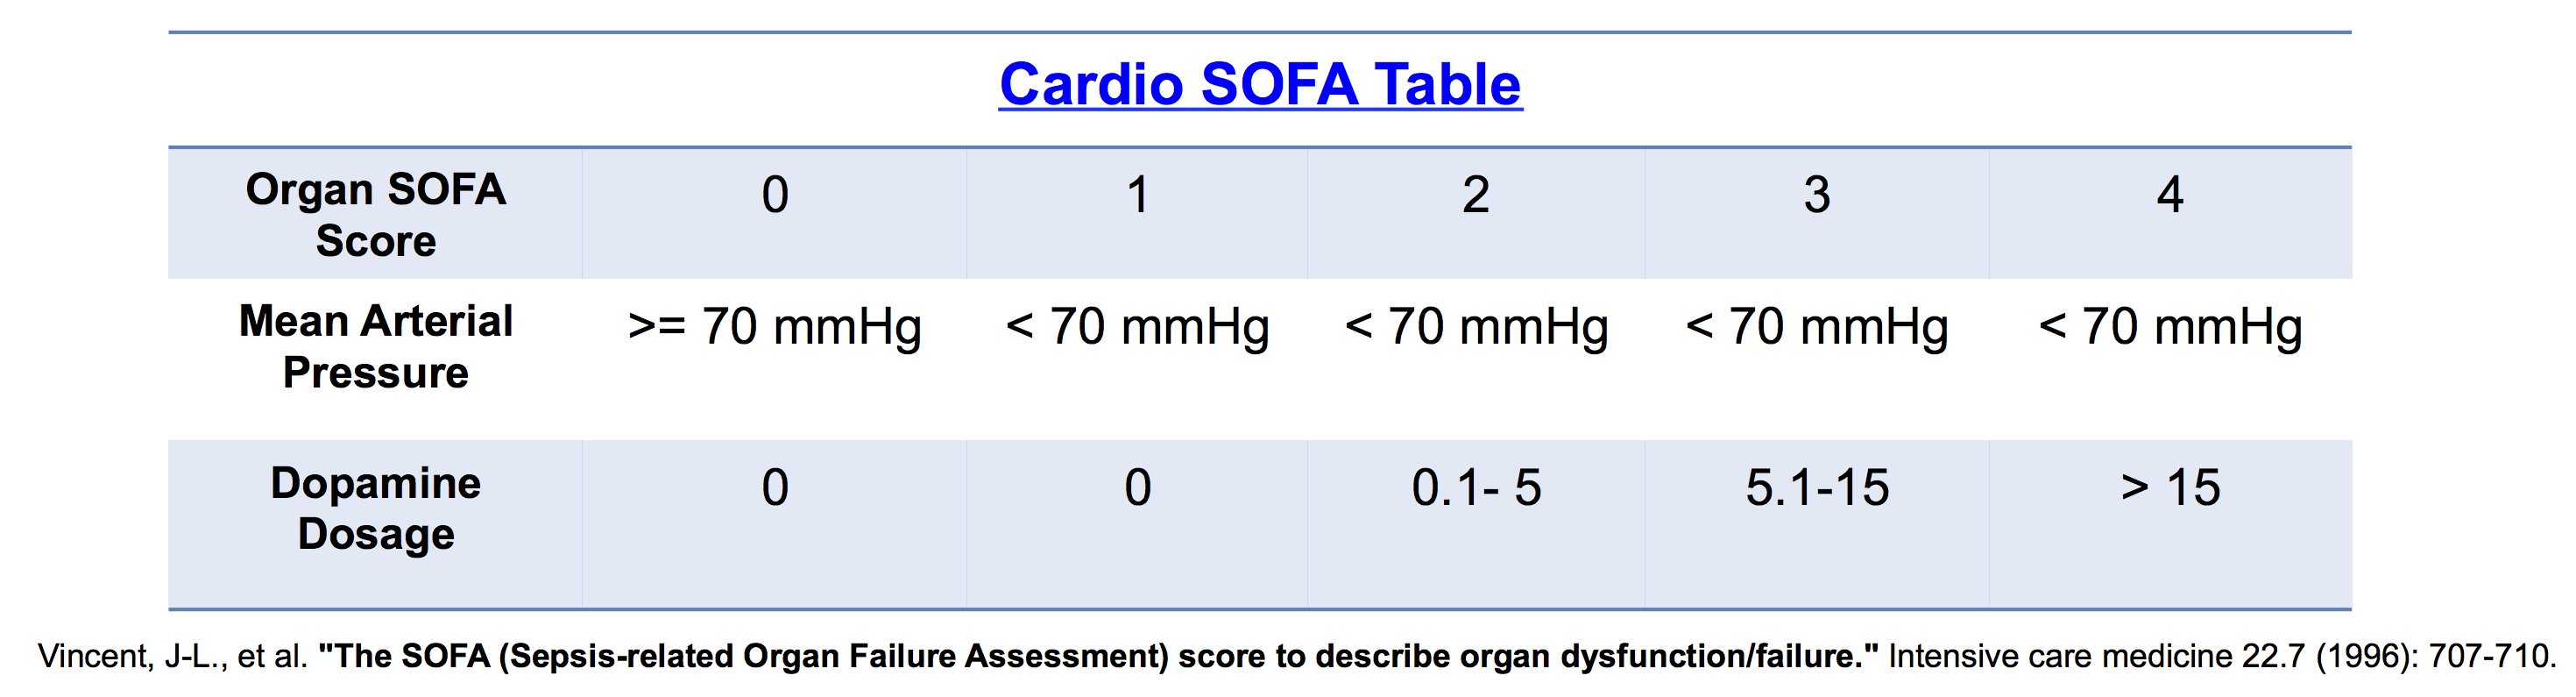 Cardio SOFA Table
Organ SOFA Score 0 1 2 3 4
Mean Arterial Pressure >= 70 mmHg < 70 mmHg < 70 mmHg < 70 mmHg < 70 mmHg
Dopamine Dosage 0 0 0.1- 5 5.1-15 > 15
Vincent, J-L., et al. "The SOFA (Sepsis-related Organ Failure Assessment) score to describe organ dysfunction/failure." Intensive care medicine 22.7 (1996): 707-710.